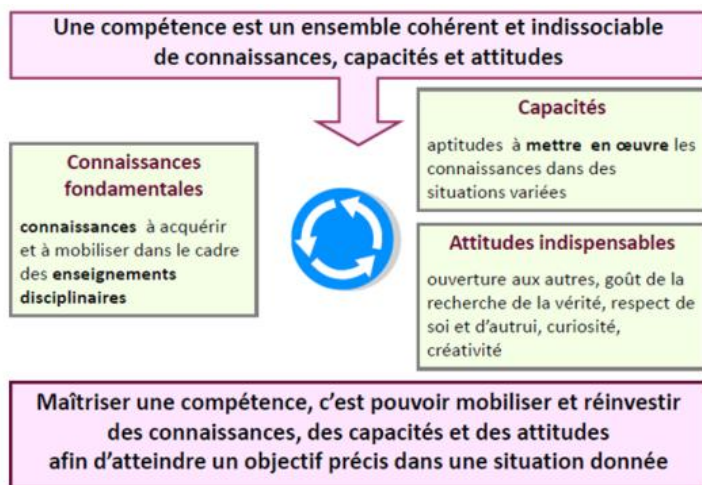 Une compétence est un ensemble cohérent et indissociable
de connaissances, capacités et attitudes
Connaissances
fondamentales
connaissances à acquérir
et à mobiliser dans le cadre
des enseignements
disciplinaires
Capacités
aptitudes à mettre en œuvre les
connaissances dans des
situations variées
Attitudes indispensables
ouverture aux autres, goût de la
recherche de la vérité, respect de
soi et d'autrui, curiosité,
créativité
Maîtriser une compétence, c'est pouvoir mobiliser et réinvestir
des connaissances, des capacités et des attitudes
afin d'atteindre un objectif précis dans une situation donnée